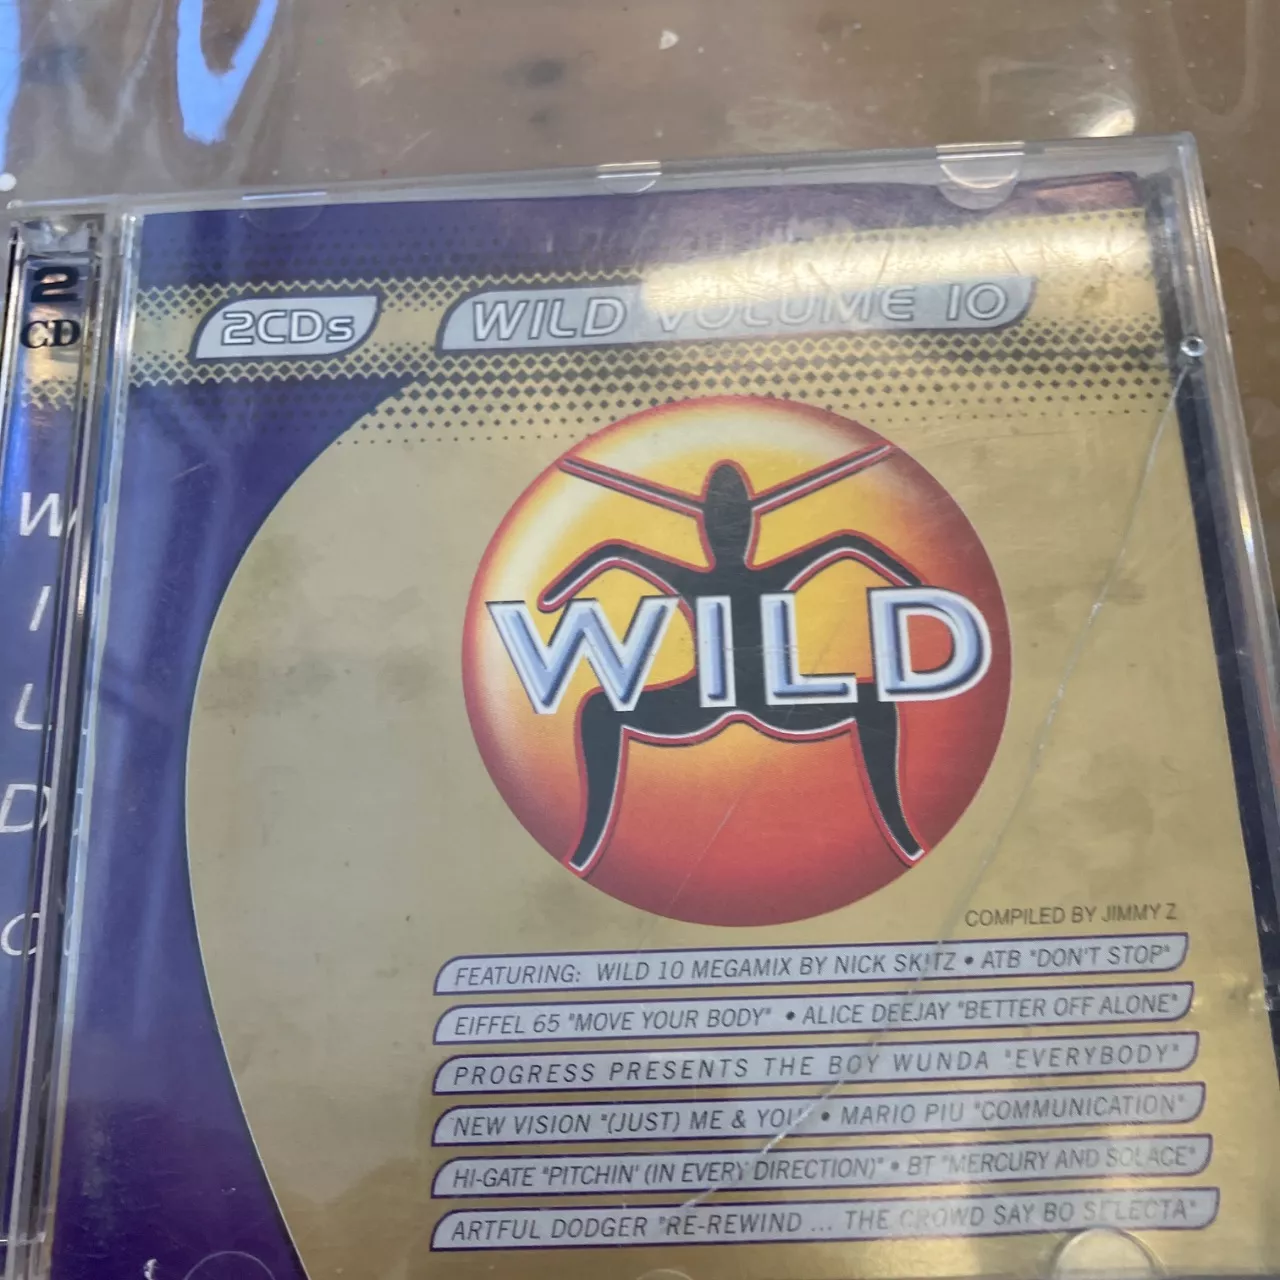 2
CD
W
I
L
D
2CDs
WILD VOLUME 10
WILD
COMPILED BY JIMMY Z
FEATURING: WILD 10 MEGAMIX BY NICK SKITZ • ATB "DON'T STOP"
EIFFEL 65 "MOVE YOUR BODY" • ALICE DEEJAY "BETTER OFF ALONE"
PROGRESS PRESENTS THE BOY WUNDA "EVERYBODY"
NEW VISION "(JUST) ME & YOU" • MARIO PIU "COMMUNICATION"
HI-GATE "PITCHIN' (IN EVERY DIRECTION)" • BT "MERCURY AND SOLACE"
ARTFUL DODGER "RE-REWIND ... THE CROWD SAY BO SELECTA"